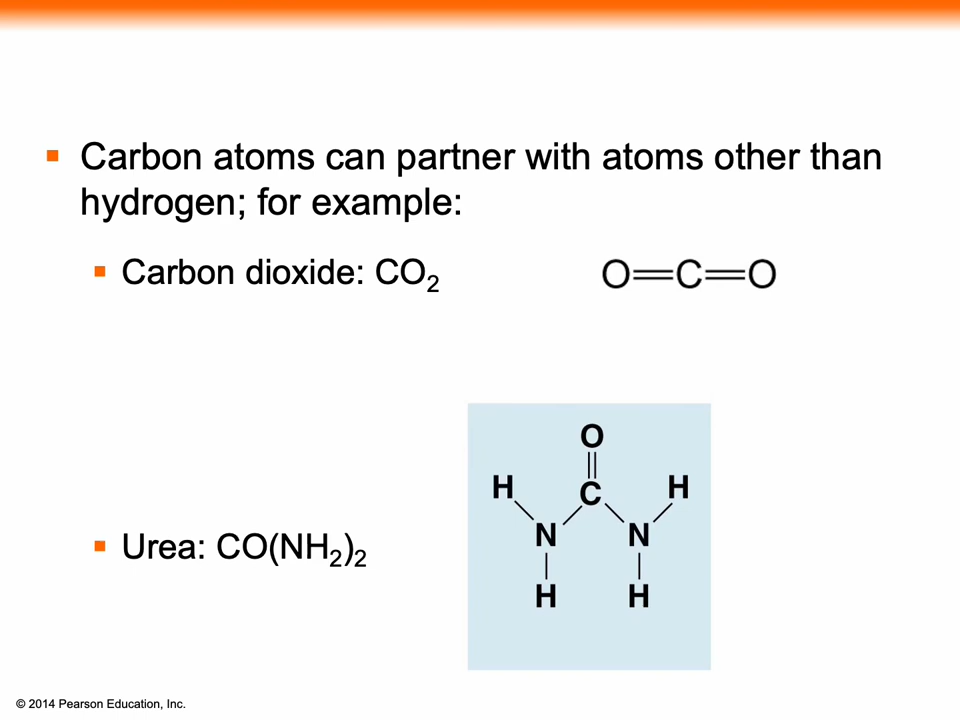 Carbon atoms can partner with atoms other than
hydrogen; for example:
Carbon dioxide: CO₂
O=C=O
O
H C H
N N
Urea: CO(NH₂)₂
H H
© 2014 Pearson Education, Inc.